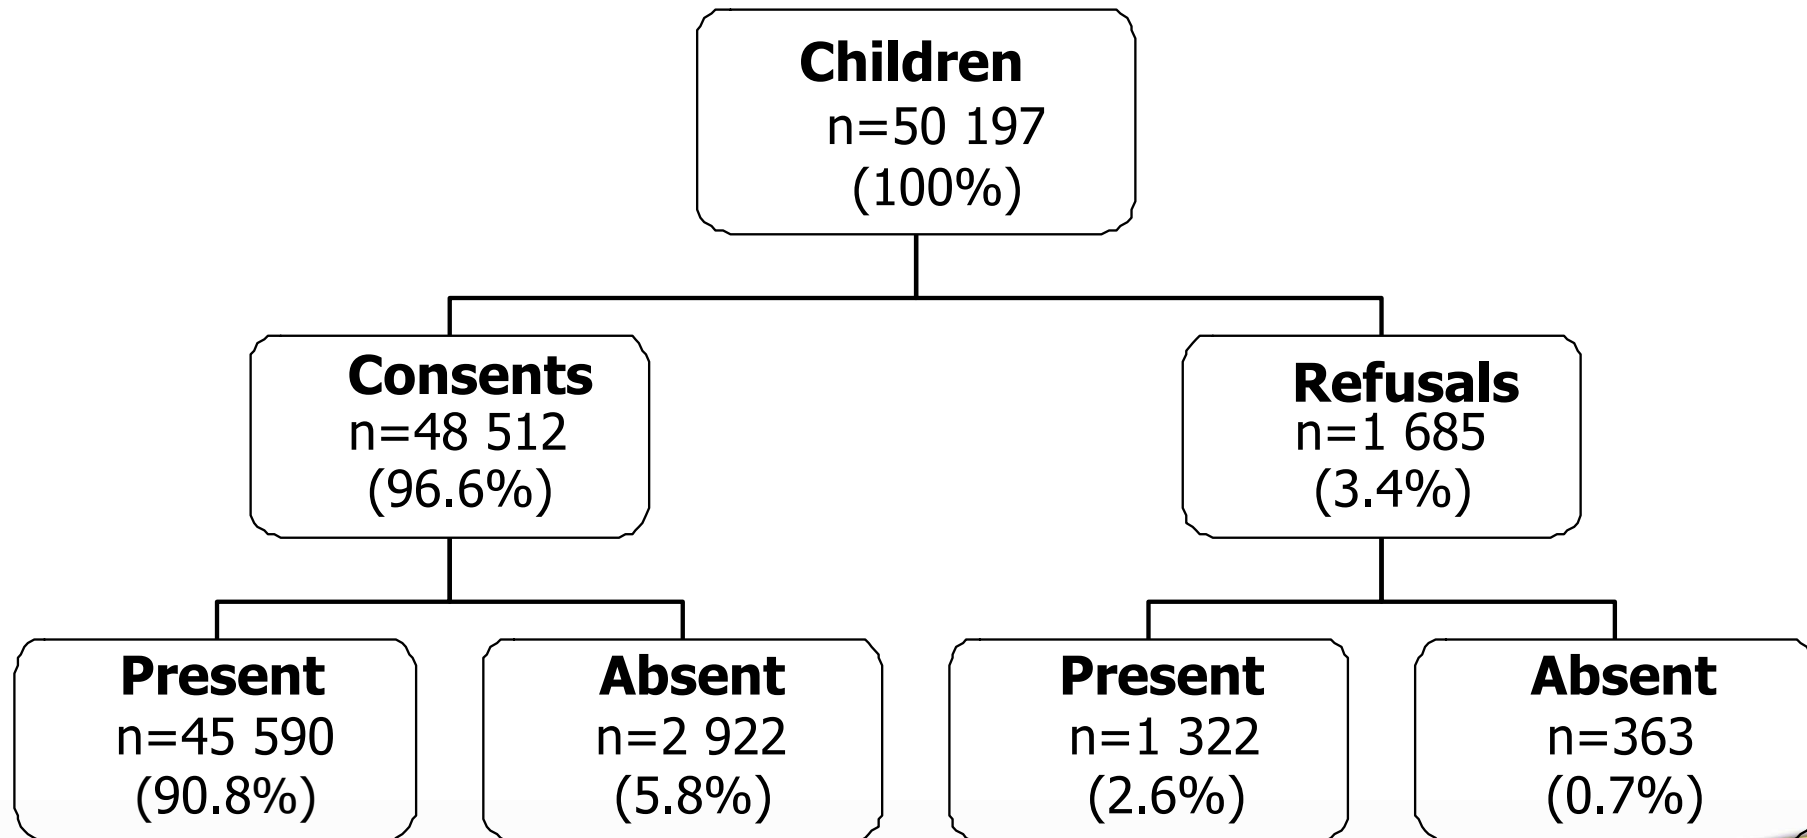 Children
n=50 197
(100%)
Consents
n=48 512
(96.6%)
Refusals
n=1 685
(3.4%)
Present
n=45 590
(90.8%)
Absent
n=2 922
(5.8%)
Present
n=1 322
(2.6%)
Absent
n=363
(0.7%)